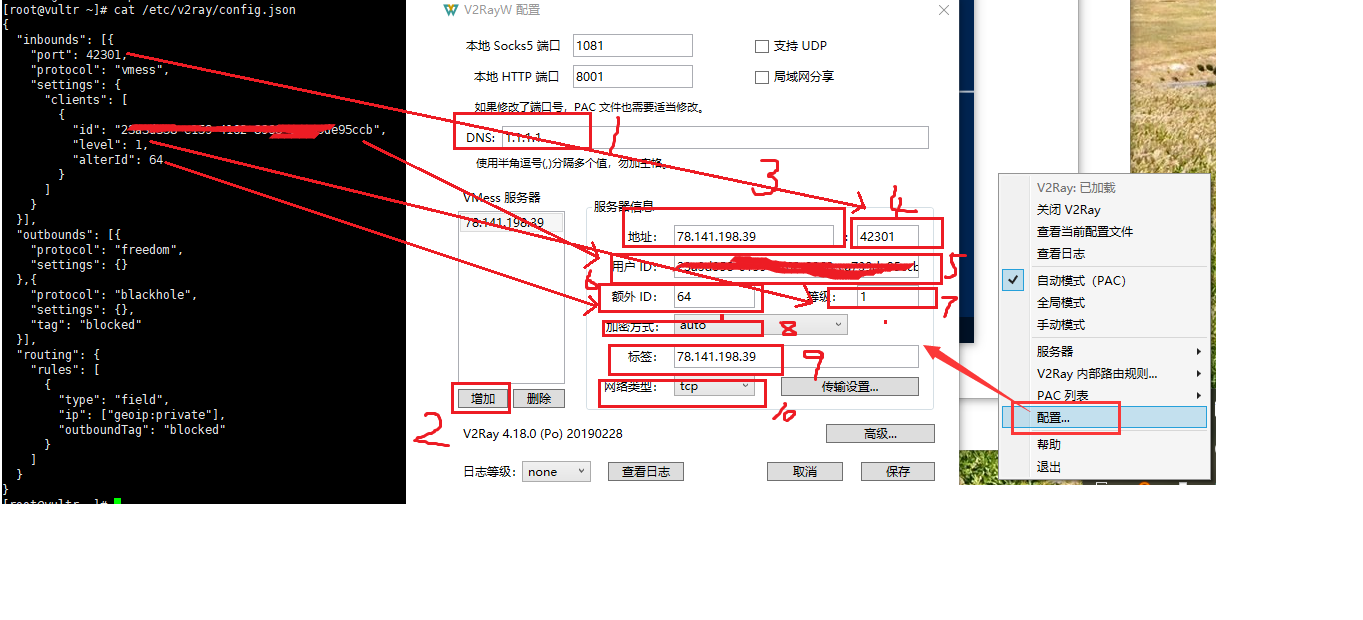 [root@vultr ~]# cat /etc/v2ray/config.json
{
"inbounds": [{
"port": 42301,
"protocol": "vmess",
"settings": {
"clients": [
{
"id": de95ccb",
"level": 1,
"alterId": 64
}
]
}
}],
"outbounds": [{
"protocol": "freedom",
"settings": {}
},{
"protocol": "blackhole",
"settings": {},
"tag": "blocked"
}],
"routing": {
"rules": [
{
"type": "field",
"ip": ["geoip:private"],
"outboundTag": "blocked"
}
]
}
}
[root@vultr ~]#
V2RayW 配置
本地 Socks5 端口 1081 支持 UDP
本地 HTTP 端口 8001 局域网分享
如果修改了端口号，PAC 文件也需要适当修改。
DNS: 1.1.1.1 1
使用半角逗号(,)分隔多个值，勿加空格。
3
VMess 服务器
78.141.198.39
服务器信息
4
地址： 78.141.198.39 : 42301
用户 ID： 5
6
额外 ID： 64 等级： 1 7
加密方式： auto 8
标签： 78.141.198.39
网络类型： tcp 传输设置...
10
增加 删除
2
V2Ray 4.18.0 (Po) 20190228 高级...
日志等级： none 查看日志 取消 保存
V2Ray: 已加载
关闭 V2Ray
查看当前配置文件
查看日志
自动模式（PAC）
全局模式
手动模式
服务器
V2Ray 内部路由规则...
PAC 列表
配置...
帮助
退出